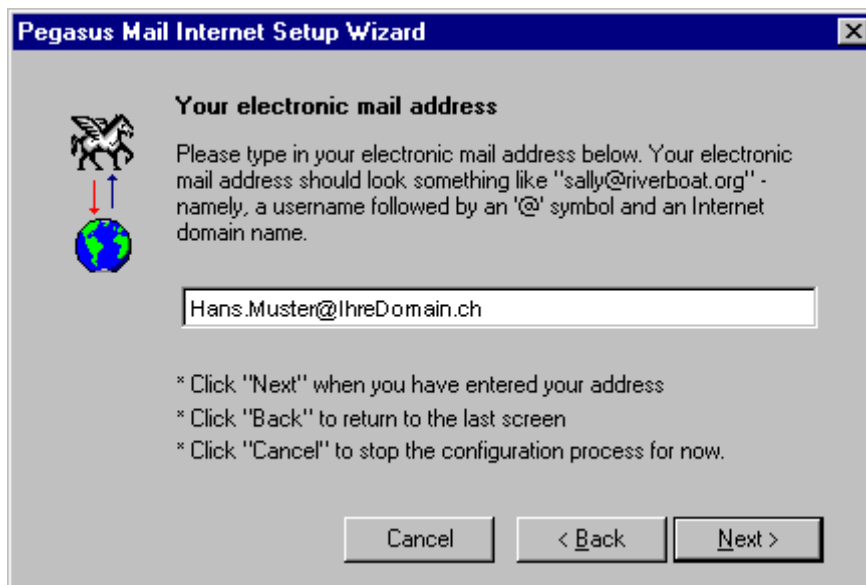 Pegasus Mail Internet Setup Wizard
Your electronic mail address
Please type in your electronic mail address below. Your electronic
mail address should look something like "sally@riverboat.org" -
namely, a username followed by an '@' symbol and an Internet
domain name.
Hans.Muster@IhreDomain.ch
* Click "Next" when you have entered your address
* Click "Back" to return to the last screen
* Click "Cancel" to stop the configuration process for now.
Cancel < Back Next >